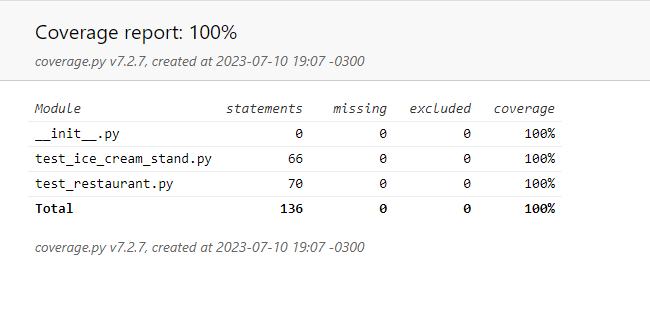 Coverage report: 100%
coverage.py v7.2.7, created at 2023-07-10 19:07 -0300
Module statements missing excluded coverage
__init__.py 0 0 0 100%
test_ice_cream_stand.py 66 0 0 100%
test_restaurant.py 70 0 0 100%
Total 136 0 0 100%
coverage.py v7.2.7, created at 2023-07-10 19:07 -0300